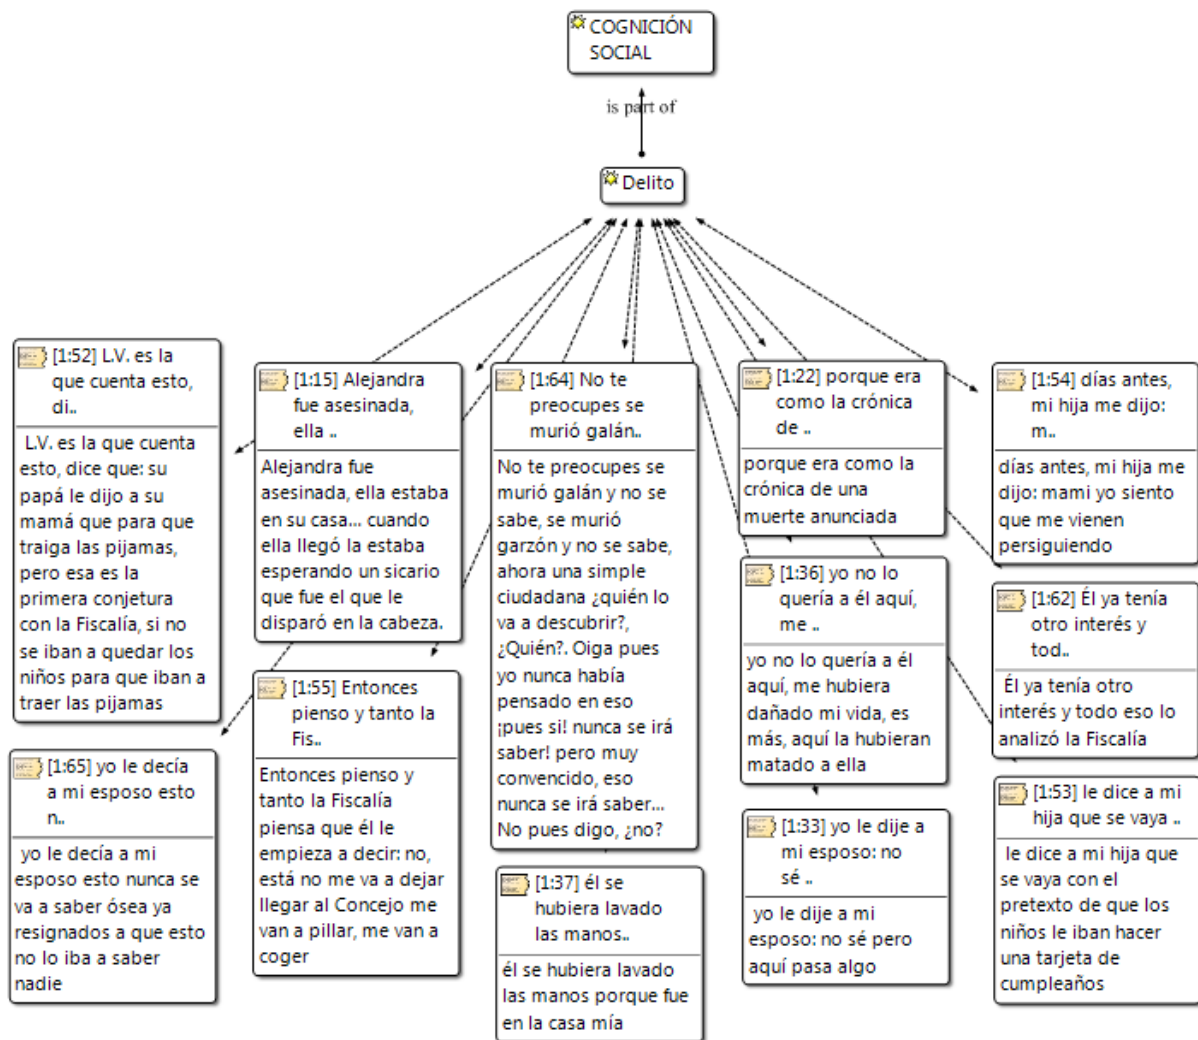 COGNICIÓN
SOCIAL
is part of
Delito
[1:52] L.V. es la
que cuenta esto,
di..
L.V. es la que cuenta
esto, dice que: su
papá le dijo a su
mamá que para que
traiga las pijamas,
pero esa es la
primera conjetura
con la Fiscalía, si no
se iban a quedar los
niños para que iban a
traer las pijamas
[1:65] yo le decía
a mi esposo esto
n..
yo le decía a mi
esposo esto nunca se
va a saber ósea ya
resignados a que esto
no lo iba a saber
nadie
[1:15] Alejandra
fue asesinada,
ella ..
Alejandra fue
asesinada, ella estaba
en su casa... cuando
ella llegó la estaba
esperando un sicario
que fue el que le
disparó en la cabeza.
[1:55] Entonces
pienso y tanto la
Fis..
Entonces pienso y
tanto la Fiscalía
piensa que él le
empieza a decir: no,
está no me va a dejar
llegar al Concejo me
van a pillar, me van a
coger
[1:64] No te
preocupes se
murió galán..
No te preocupes se
murió galán y no se
sabe, se murió
garzón y no se sabe,
ahora una simple
ciudadana ¿quién lo
va a descubrir?,
¿Quién?. Oiga pues
yo nunca había
pensado en eso
¡pues si! nunca se irá
saber! pero muy
convencido, eso
nunca se irá saber...
No pues digo, ¿no?
[1:37] él se
hubiera lavado
las manos..
él se hubiera lavado
las manos porque fue
en la casa mía
[1:22] porque era
como la crónica
de ..
porque era como la
crónica de una
muerte anunciada
[1:36] yo no lo
quería a él aquí,
me ..
yo no lo quería a él
aquí, me hubiera
dañado mi vida, es
más, aquí la hubieran
matado a ella
[1:33] yo le dije a
mi esposo: no
sé ..
yo le dije a mi
esposo: no sé pero
aquí pasa algo
[1:54] días antes,
mi hija me dijo:
m..
días antes, mi hija me
dijo: mami yo siento
que me vienen
persiguiendo
[1:62] Él ya tenía
otro interés y
tod..
Él ya tenía otro
interés y todo eso lo
analizó la Fiscalía
[1:53] le dice a mi
hija que se vaya ..
le dice a mi hija que
se vaya con el
pretexto de que los
niños le iban hacer
una tarjeta de
cumpleaños